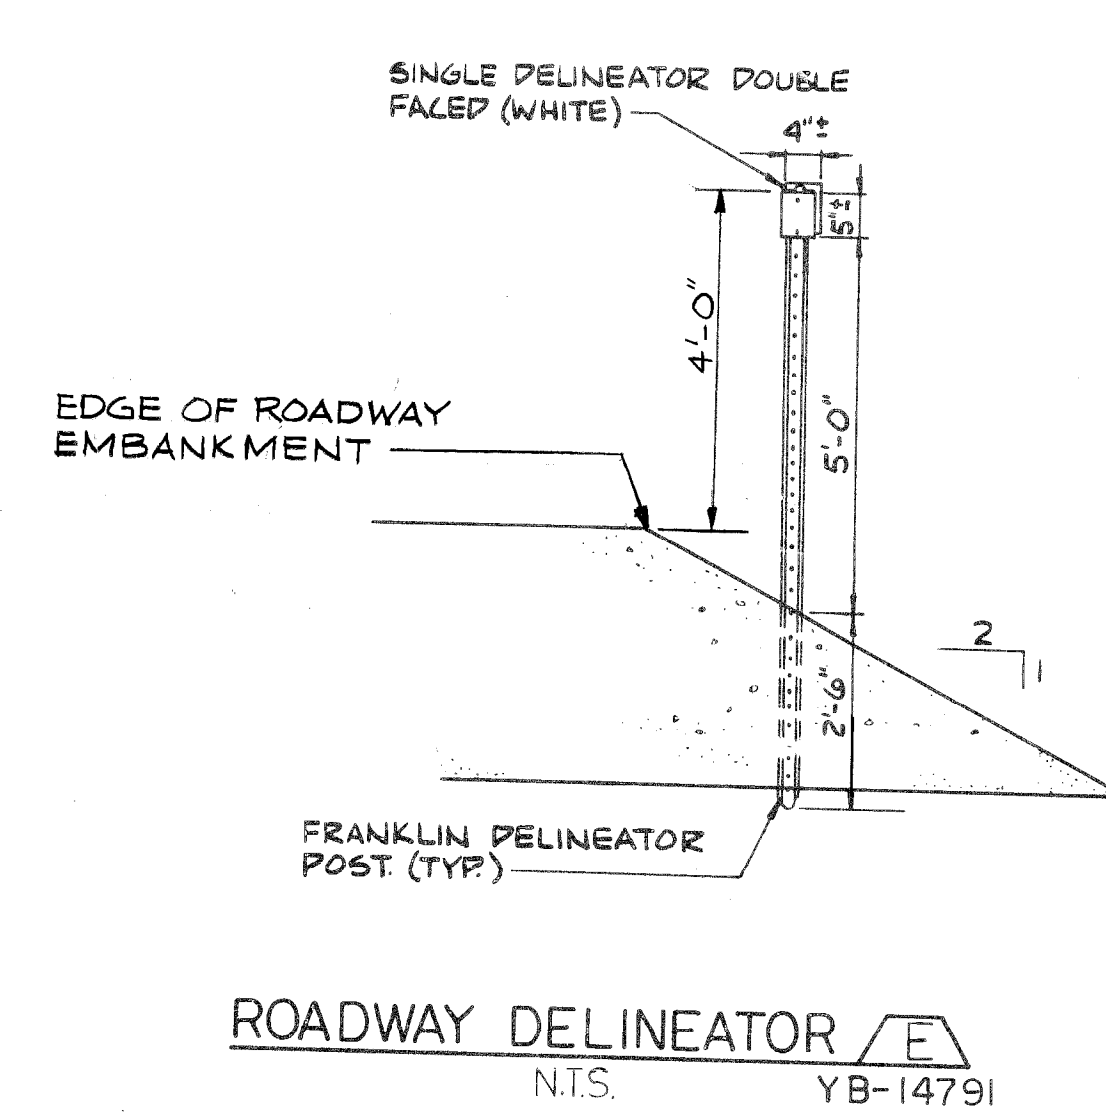 SINGLE DELINEATOR DOUBLE
FACED (WHITE)
4"±
5"±
4'-0"
EDGE OF ROADWAY
EMBANKMENT
5'-0"
2
1
2'-6"
FRANKLIN DELINEATOR
POST. (TYP.)
ROADWAY DELINEATOR E
N.T.S. YB-14791